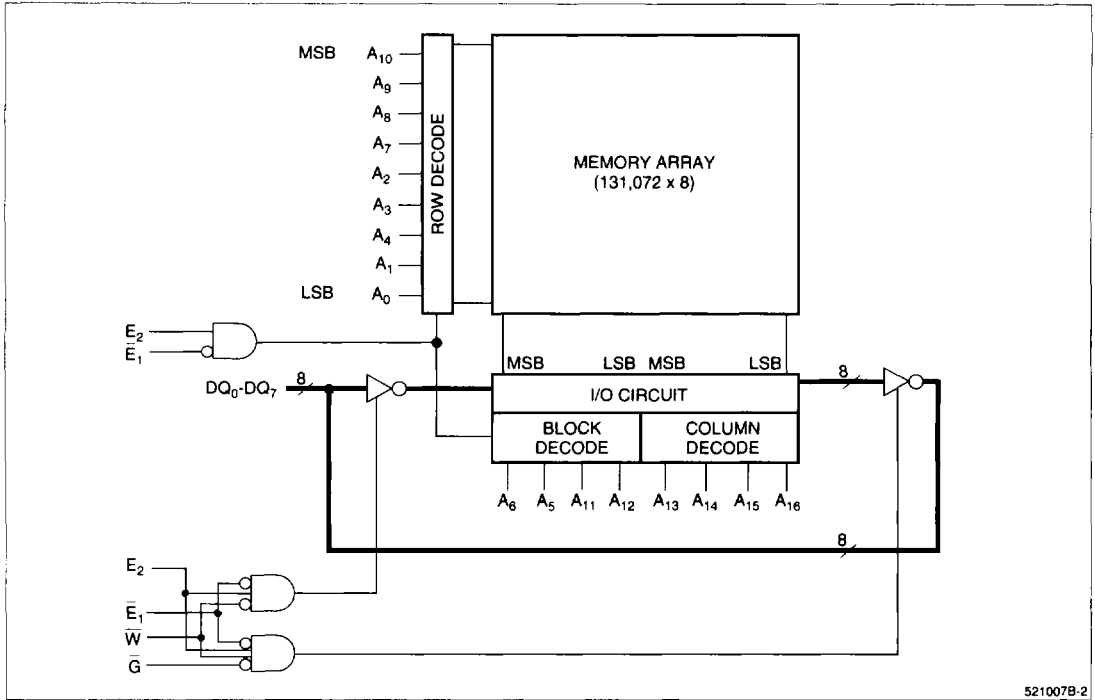 MSB A₁₀
A₉
A₈
A₇
A₂
A₃
A₄
A₁
LSB A₀
ROW DECODE
MEMORY ARRAY
(131,072 x 8)
E₂
E̅₁
MSB LSB MSB LSB
DQ₀-DQ₇ 8
8
I/O CIRCUIT
BLOCK
DECODE
COLUMN
DECODE
A₆ A₅ A₁₁ A₁₂ A₁₃ A₁₄ A₁₅ A₁₆
8
E₂
E̅₁
W̅
G̅
521007B-2